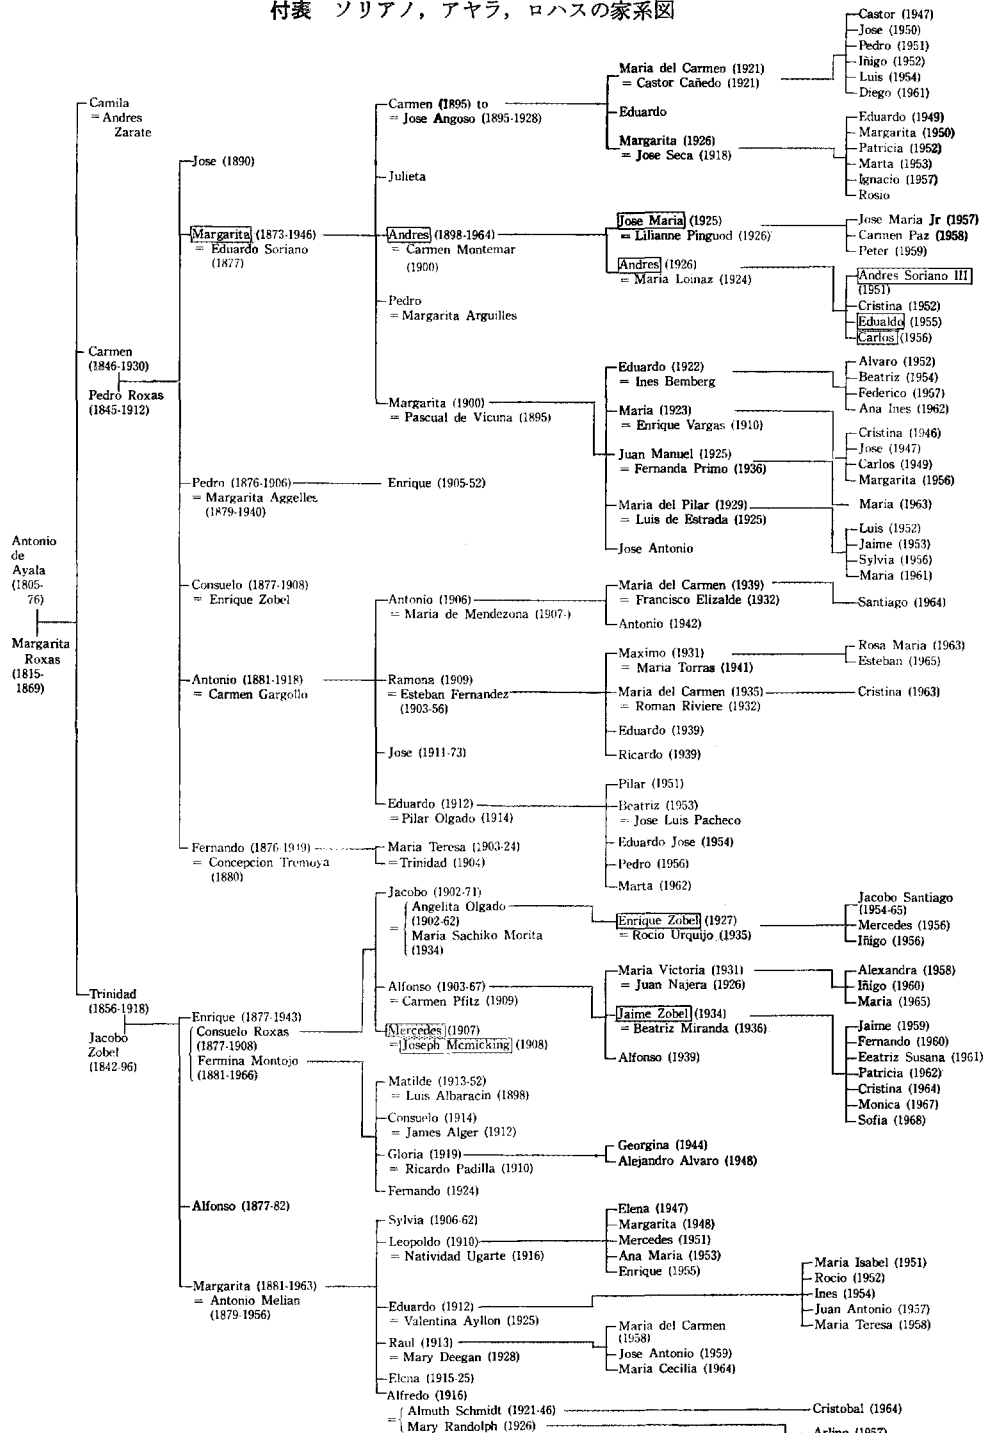 付表　ソリアノ，アヤラ，ロハスの家系図
Antonio
de
Ayala
(1805-
76)
Margarita
Roxas
(1815-
1869)
Camila
= Andres
Zarate
Carmen
(1846-1930)
Pedro Roxas
(1845-1912)
Trinidad
(1856-1918)
Jacobo
Zobel
(1842-96)
Jose (1890)
Margarita (1873-1946)
= Eduardo Soriano
(1877)
Pedro (1876-1906)
= Margarita Aggelles
(1879-1940)
Consuelo (1877-1908)
= Enrique Zobel
Antonio (1881-1918)
= Carmen Gargollo
Fernando (1876-1949)
= Concepcion Tremoya
(1880)
Enrique (1877-1943)
Consuelo Roxas
(1877-1908)
Fermina Montojo
(1881-1966)
Alfonso (1877-82)
Margarita (1881-1963)
= Antonio Melian
(1879-1956)
Carmen (1895) to
= Jose Angoso (1895-1928)
Julieta
Andres (1898-1964)
= Carmen Montemar
(1900)
Pedro
= Margarita Arguilles
Margarita (1900)
= Pascual de Vicuna (1895)
Enrique (1905-52)
Antonio (1906)
= Maria de Mendezona (1907-)
Ramona (1909)
= Esteban Fernandez
(1903-56)
Jose (1911-73)
Eduardo (1912)
= Pilar Olgado (1914)
Maria Teresa (1903-24)
= Trinidad (1904)
Jacobo (1902-71)
Angelita Olgado
(1902-62)
=
Maria Sachiko Morita
(1934)
Alfonso (1903-67)
= Carmen Pfitz (1909)
Mercedes (1907)
= Joseph Mcmicking (1908)
Matilde (1913-52)
= Luis Albaracin (1898)
Consuelo (1914)
= James Alger (1912)
Gloria (1919)
= Ricardo Padilla (1910)
Fernando (1924)
Sylvia (1906-62)
Leopoldo (1910)
= Natividad Ugarte (1916)
Eduardo (1912)
= Valentina Ayllon (1925)
Raul (1913)
= Mary Deegan (1928)
Elena (1915-25)
Alfredo (1916)
= Almuth Schmidt (1921-46)
Mary Randolph (1926)
Maria del Carmen (1921)
= Castor Cañedo (1921)
Eduardo
Margarita (1926)
= Jose Seca (1918)
Jose Maria (1925)
= Lilianne Pinguod (1926)
Andres (1926)
= Maria Loinaz (1924)
Eduardo (1922)
= Ines Bemberg
Maria (1923)
= Enrique Vargas (1910)
Juan Manuel (1925)
= Fernanda Primo (1936)
Maria del Pilar (1929)
= Luis de Estrada (1925)
Jose Antonio
Maria del Carmen (1939)
= Francisco Elizalde (1932)
Antonio (1942)
Maximo (1931)
= Maria Torras (1941)
Maria del Carmen (1935)
= Roman Riviere (1932)
Eduardo (1939)
Ricardo (1939)
Pilar (1951)
Beatriz (1953)
= Jose Luis Pacheco
Eduardo Jose (1954)
Pedro (1956)
Marta (1962)
Enrique Zobel (1927)
= Rocio Urquijo (1935)
Maria Victoria (1931)
= Juan Najera (1926)
Jaime Zobel (1934)
= Beatriz Miranda (1936)
Alfonso (1939)
Georgina (1944)
Alejandro Alvaro (1948)
Elena (1947)
Margarita (1948)
Mercedes (1951)
Ana Maria (1953)
Enrique (1955)
Maria del Carmen
(1958)
Jose Antonio (1959)
Maria Cecilia (1964)
Castor (1947)
Jose (1950)
Pedro (1951)
Iñigo (1952)
Luis (1954)
Diego (1961)
Eduardo (1949)
Margarita (1950)
Patricia (1952)
Marta (1953)
Ignacio (1957)
Rosio
Jose Maria Jr (1957)
Carmen Paz (1958)
Peter (1959)
Andres Soriano III
(1951)
Cristina (1952)
Edualdo (1955)
Carlos (1956)
Alvaro (1952)
Beatriz (1954)
Federico (1957)
Ana Ines (1962)
Cristina (1946)
Jose (1947)
Carlos (1949)
Margarita (1956)
Maria (1963)
Luis (1952)
Jaime (1953)
Sylvia (1956)
Maria (1961)
Santiago (1964)
Rosa Maria (1963)
Esteban (1965)
Cristina (1963)
Jacobo Santiago
(1954-65)
Mercedes (1956)
Iñigo (1956)
Alexandra (1958)
Iñigo (1960)
Maria (1965)
Jaime (1959)
Fernando (1960)
Eeatriz Susana (1961)
Patricia (1962)
Cristina (1964)
Monica (1967)
Sofia (1968)
Maria Isabel (1951)
Rocio (1952)
Ines (1954)
Juan Antonio (1957)
Maria Teresa (1958)
Cristobal (1964)